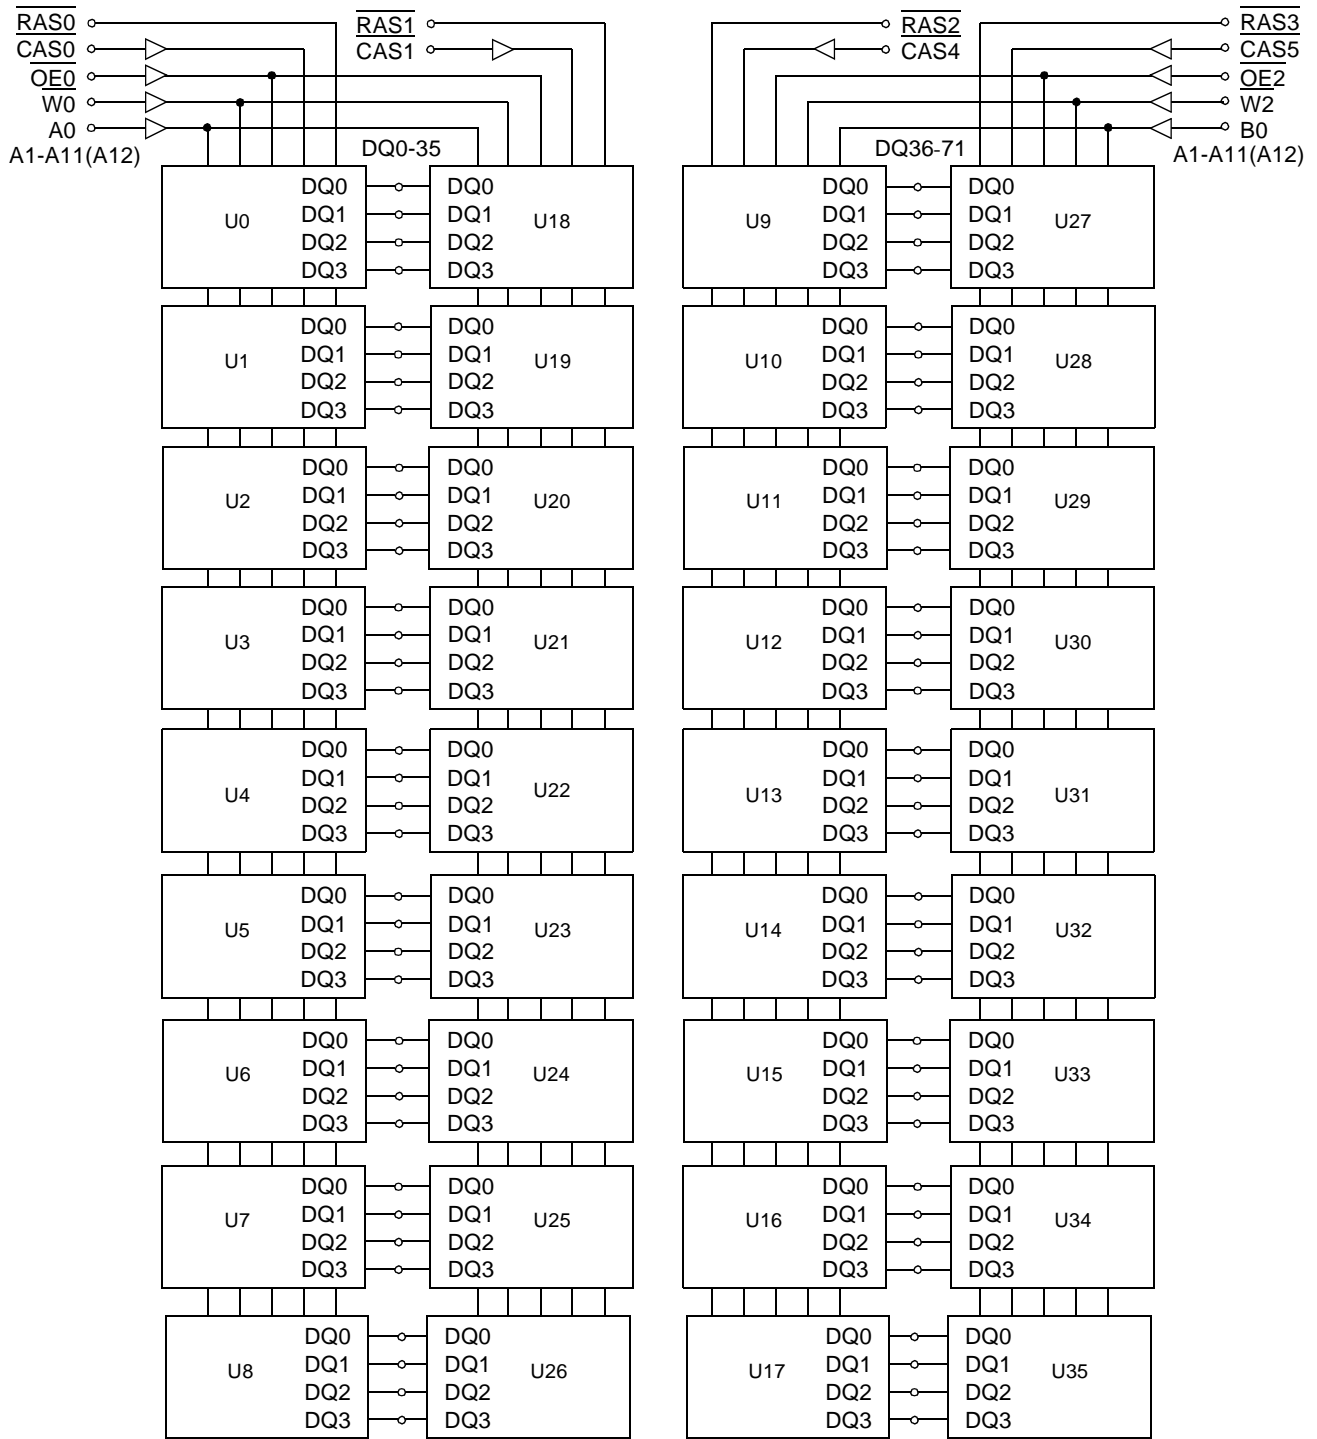 RAS0 RAS1 RAS2 RAS3
CAS0 CAS1 CAS4 CAS5
OE0 OE2
W0 W2
A0 B0
A1-A11(A12) DQ0-35 DQ36-71 A1-A11(A12)
DQ0 DQ0 DQ0 DQ0
U0 DQ1 DQ1 U18 U9 DQ1 DQ1 U27
DQ2 DQ2 DQ2 DQ2
DQ3 DQ3 DQ3 DQ3
DQ0 DQ0 DQ0 DQ0
U1 DQ1 DQ1 U19 U10 DQ1 DQ1 U28
DQ2 DQ2 DQ2 DQ2
DQ3 DQ3 DQ3 DQ3
DQ0 DQ0 DQ0 DQ0
U2 DQ1 DQ1 U20 U11 DQ1 DQ1 U29
DQ2 DQ2 DQ2 DQ2
DQ3 DQ3 DQ3 DQ3
DQ0 DQ0 DQ0 DQ0
U3 DQ1 DQ1 U21 U12 DQ1 DQ1 U30
DQ2 DQ2 DQ2 DQ2
DQ3 DQ3 DQ3 DQ3
DQ0 DQ0 DQ0 DQ0
U4 DQ1 DQ1 U22 U13 DQ1 DQ1 U31
DQ2 DQ2 DQ2 DQ2
DQ3 DQ3 DQ3 DQ3
DQ0 DQ0 DQ0 DQ0
U5 DQ1 DQ1 U23 U14 DQ1 DQ1 U32
DQ2 DQ2 DQ2 DQ2
DQ3 DQ3 DQ3 DQ3
DQ0 DQ0 DQ0 DQ0
U6 DQ1 DQ1 U24 U15 DQ1 DQ1 U33
DQ2 DQ2 DQ2 DQ2
DQ3 DQ3 DQ3 DQ3
DQ0 DQ0 DQ0 DQ0
U7 DQ1 DQ1 U25 U16 DQ1 DQ1 U34
DQ2 DQ2 DQ2 DQ2
DQ3 DQ3 DQ3 DQ3
DQ0 DQ0 DQ0 DQ0
U8 DQ1 DQ1 U26 U17 DQ1 DQ1 U35
DQ2 DQ2 DQ2 DQ2
DQ3 DQ3 DQ3 DQ3